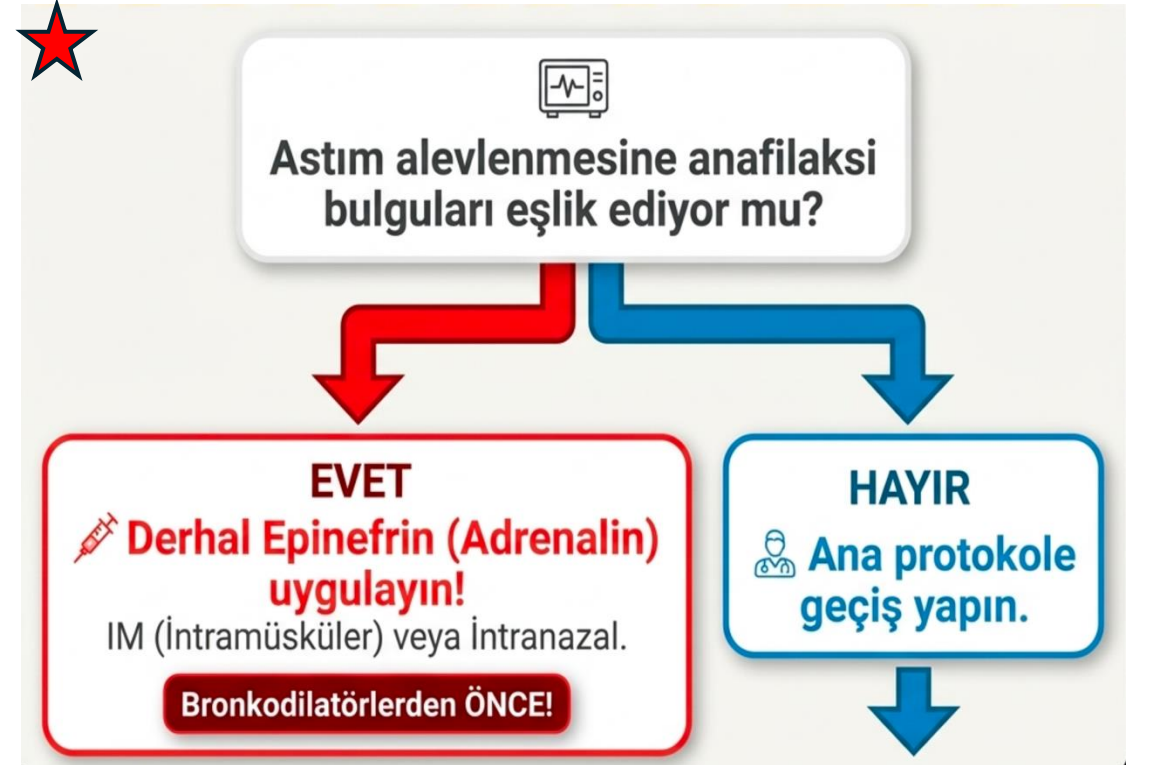 Astım alevlenmesine anafilaksi
bulguları eşlik ediyor mu?
EVET
Derhal Epinefrin (Adrenalin)
uygulayın!
IM (İntramüsküler) veya İntranazal.
Bronkodilatörlerden ÖNCE!
HAYIR
Ana protokole
geçiş yapın.